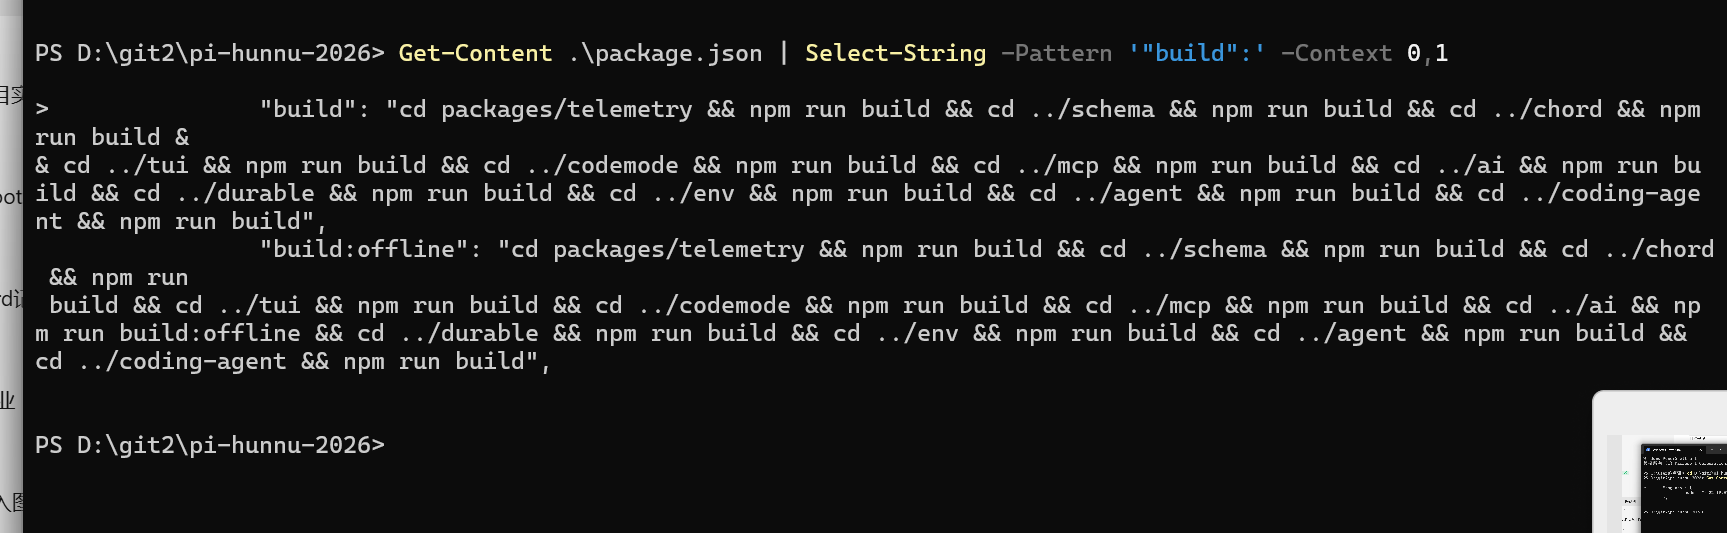 PS D:\git2\pi-hunnu-2026> Get-Content .\package.json | Select-String -Pattern '"build":' -Context 0,1
>               "build": "cd packages/telemetry && npm run build && cd ../schema && npm run build && cd ../chord && npm
run build &
& cd ../tui && npm run build && cd ../codemode && npm run build && cd ../mcp && npm run build && cd ../ai && npm run bu
ild && cd ../durable && npm run build && cd ../env && npm run build && cd ../agent && npm run build && cd ../coding-age
nt && npm run build",
                "build:offline": "cd packages/telemetry && npm run build && cd ../schema && npm run build && cd ../chord
 && npm run
 build && cd ../tui && npm run build && cd ../codemode && npm run build && cd ../mcp && npm run build && cd ../ai && np
m run build:offline && cd ../durable && npm run build && cd ../env && npm run build && cd ../agent && npm run build &&
cd ../coding-agent && npm run build",
PS D:\git2\pi-hunnu-2026>
业